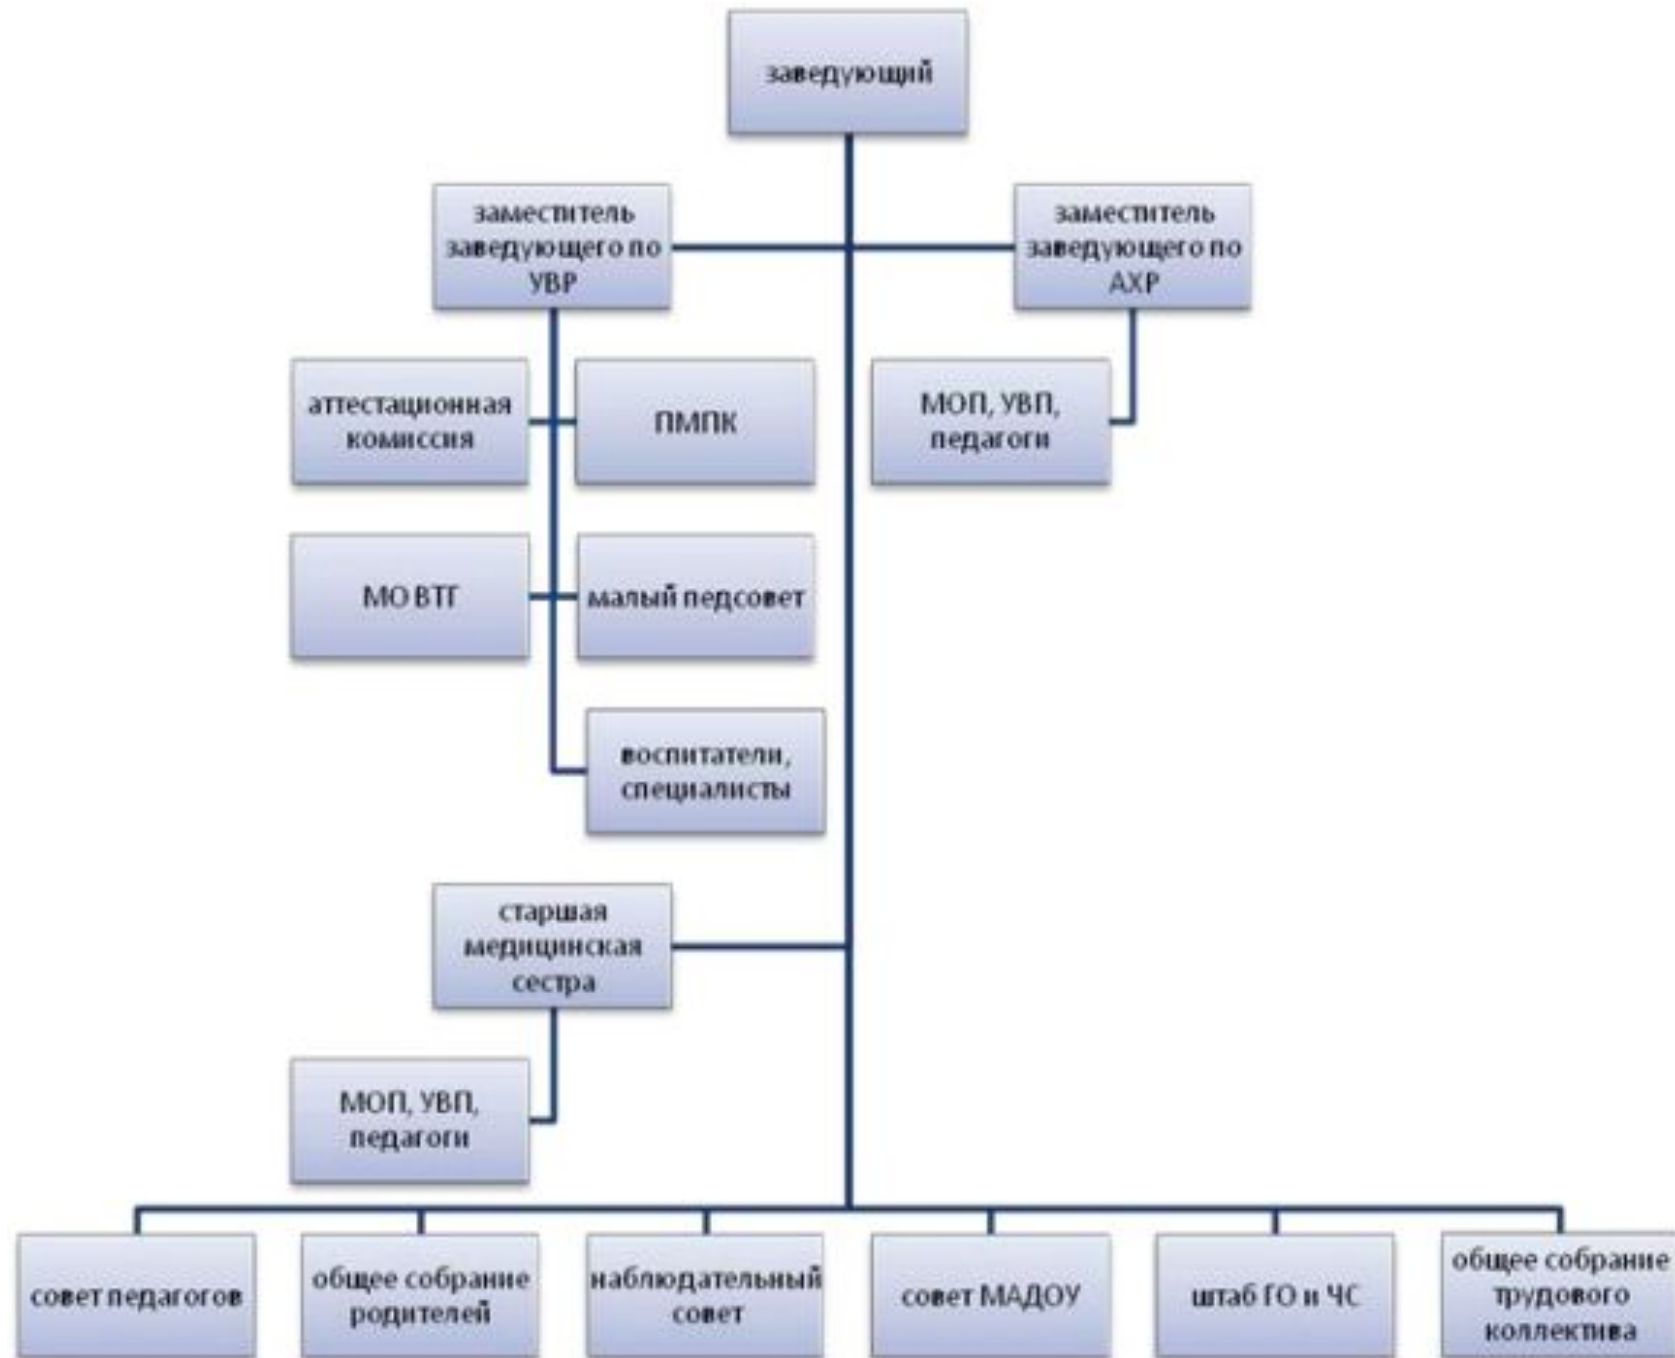 заведующий
заместитель
заведующего по
УВР
заместитель
заведующего по
АХР
аттестационная
комиссия
ПМПК
МОП, УВП,
педагоги
МО ВТГ
малый педсовет
воспитатели,
специалисты
старшая
медицинская
сестра
МОП, УВП,
педагоги
совет педагогов
общее собрание
родителей
наблюдательный
совет
совет МАДОУ
штаб ГО и ЧС
общее собрание
трудового
коллектива